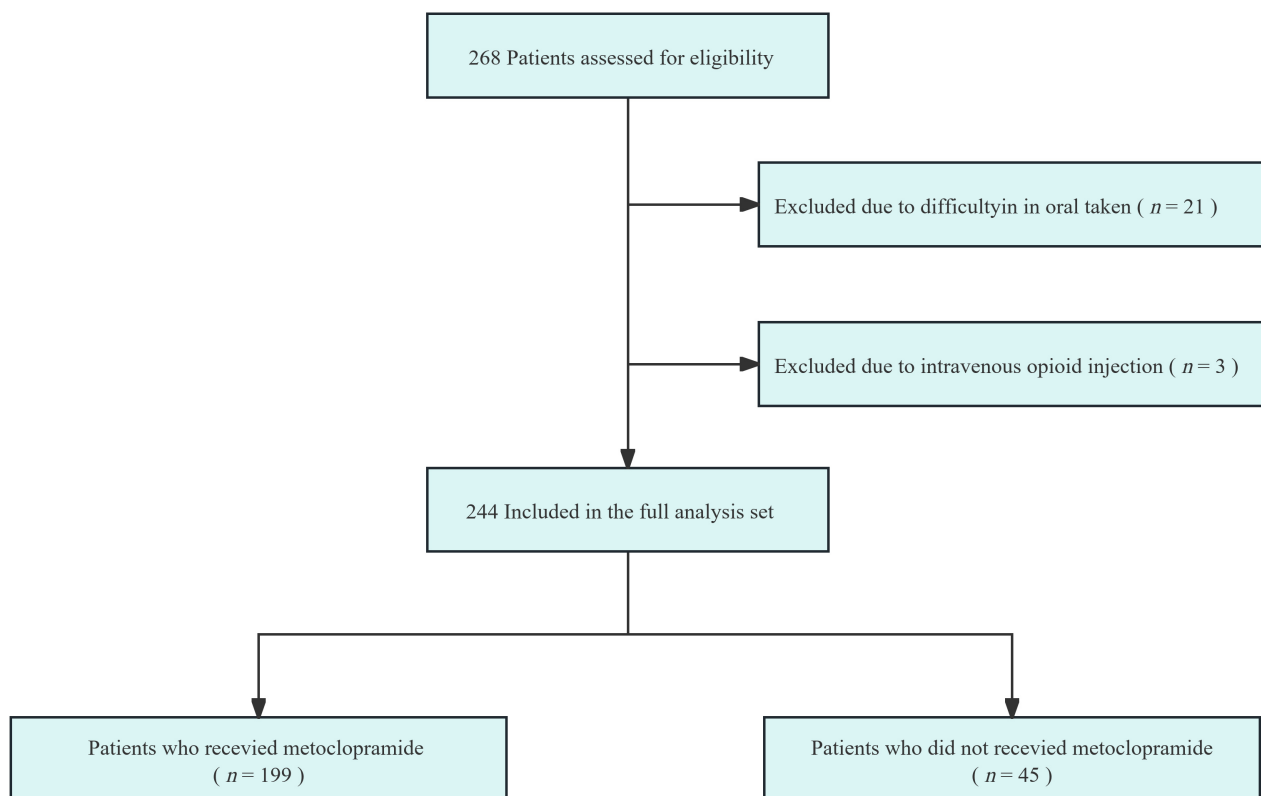 268 Patients assessed for eligibility
Excluded due to difficultyin in oral taken ( n = 21 )
Excluded due to intravenous opioid injection ( n = 3 )
244 Included in the full analysis set
Patients who recevied metoclopramide
( n = 199 )
Patients who did not recevied metoclopramide
( n = 45 )